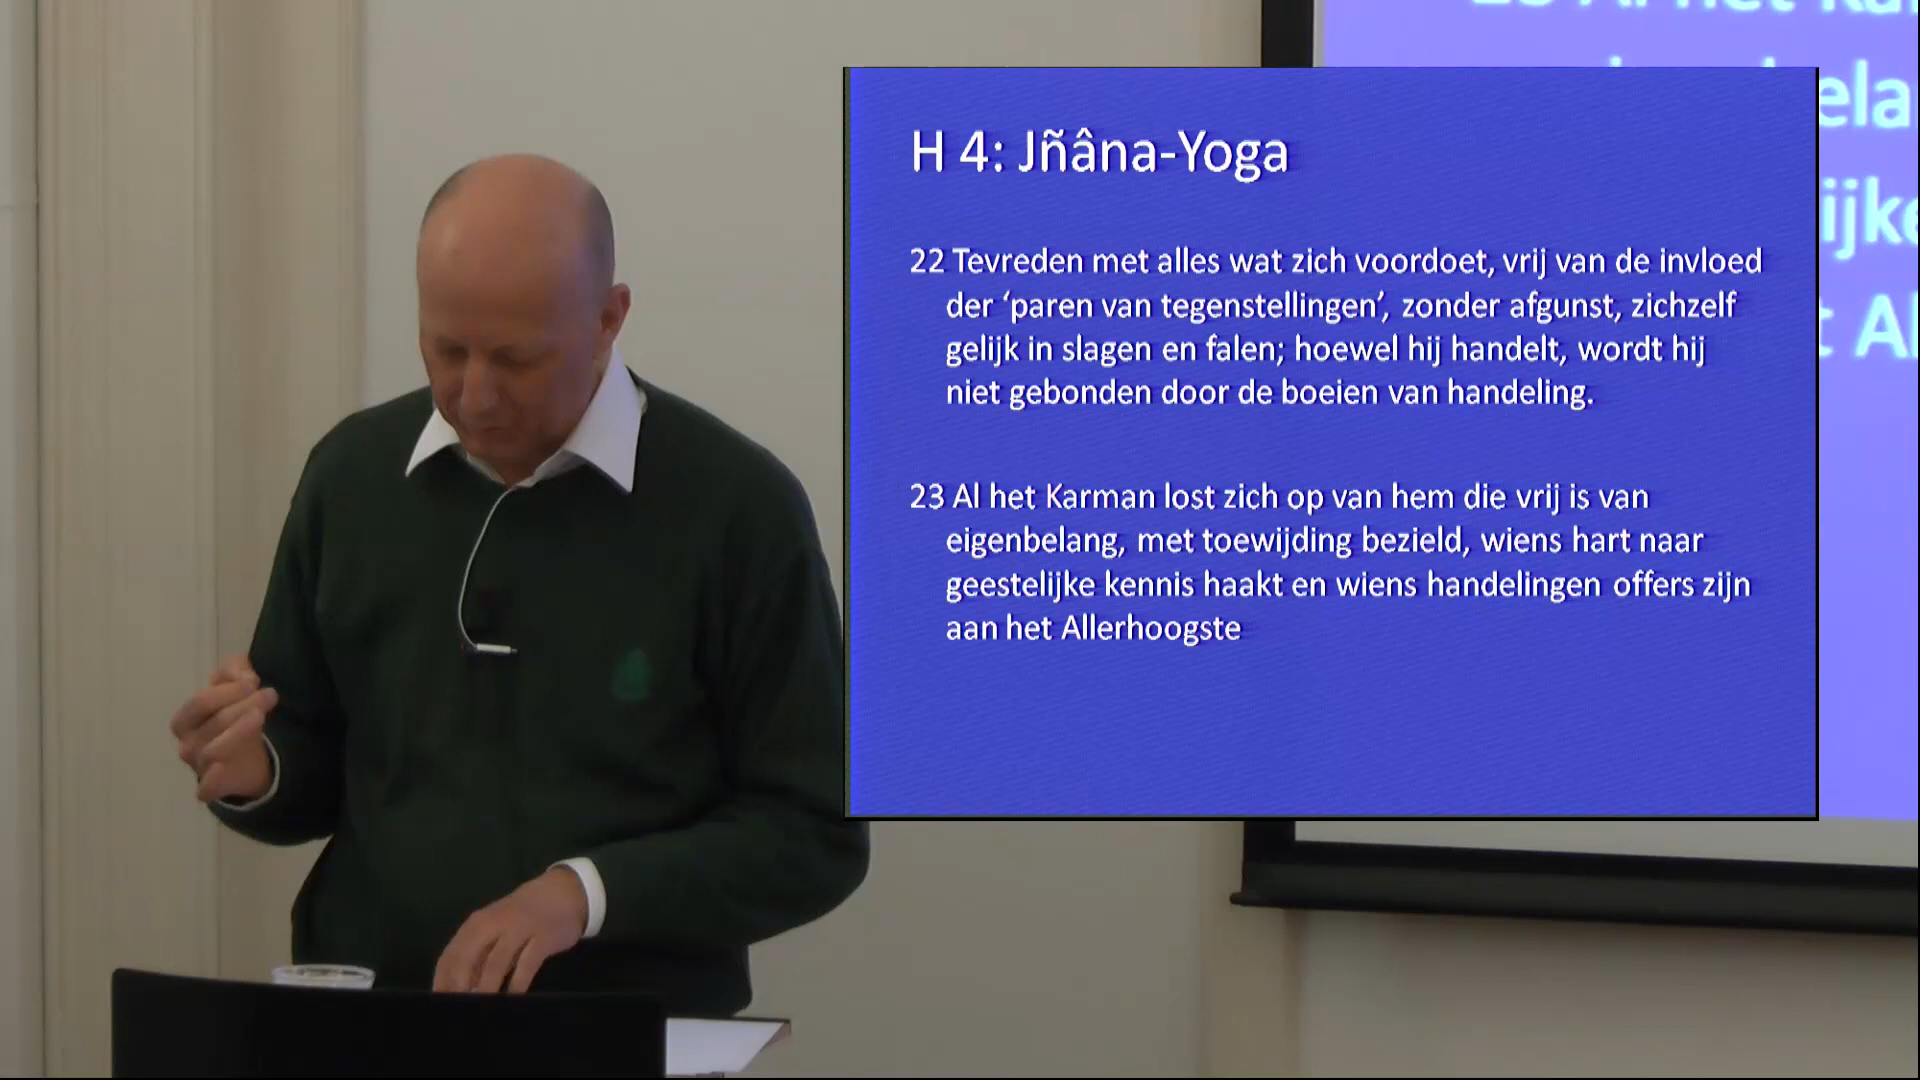 H 4: Jñâna-Yoga
22 Tevreden met alles wat zich voordoet, vrij van de invloed
der ‘paren van tegenstellingen’, zonder afgunst, zichzelf
gelijk in slagen en falen; hoewel hij handelt, wordt hij
niet gebonden door de boeien van handeling.
23 Al het Karman lost zich op van hem die vrij is van
eigenbelang, met toewijding bezield, wiens hart naar
geestelijke kennis haakt en wiens handelingen offers zijn
aan het Allerhoogste